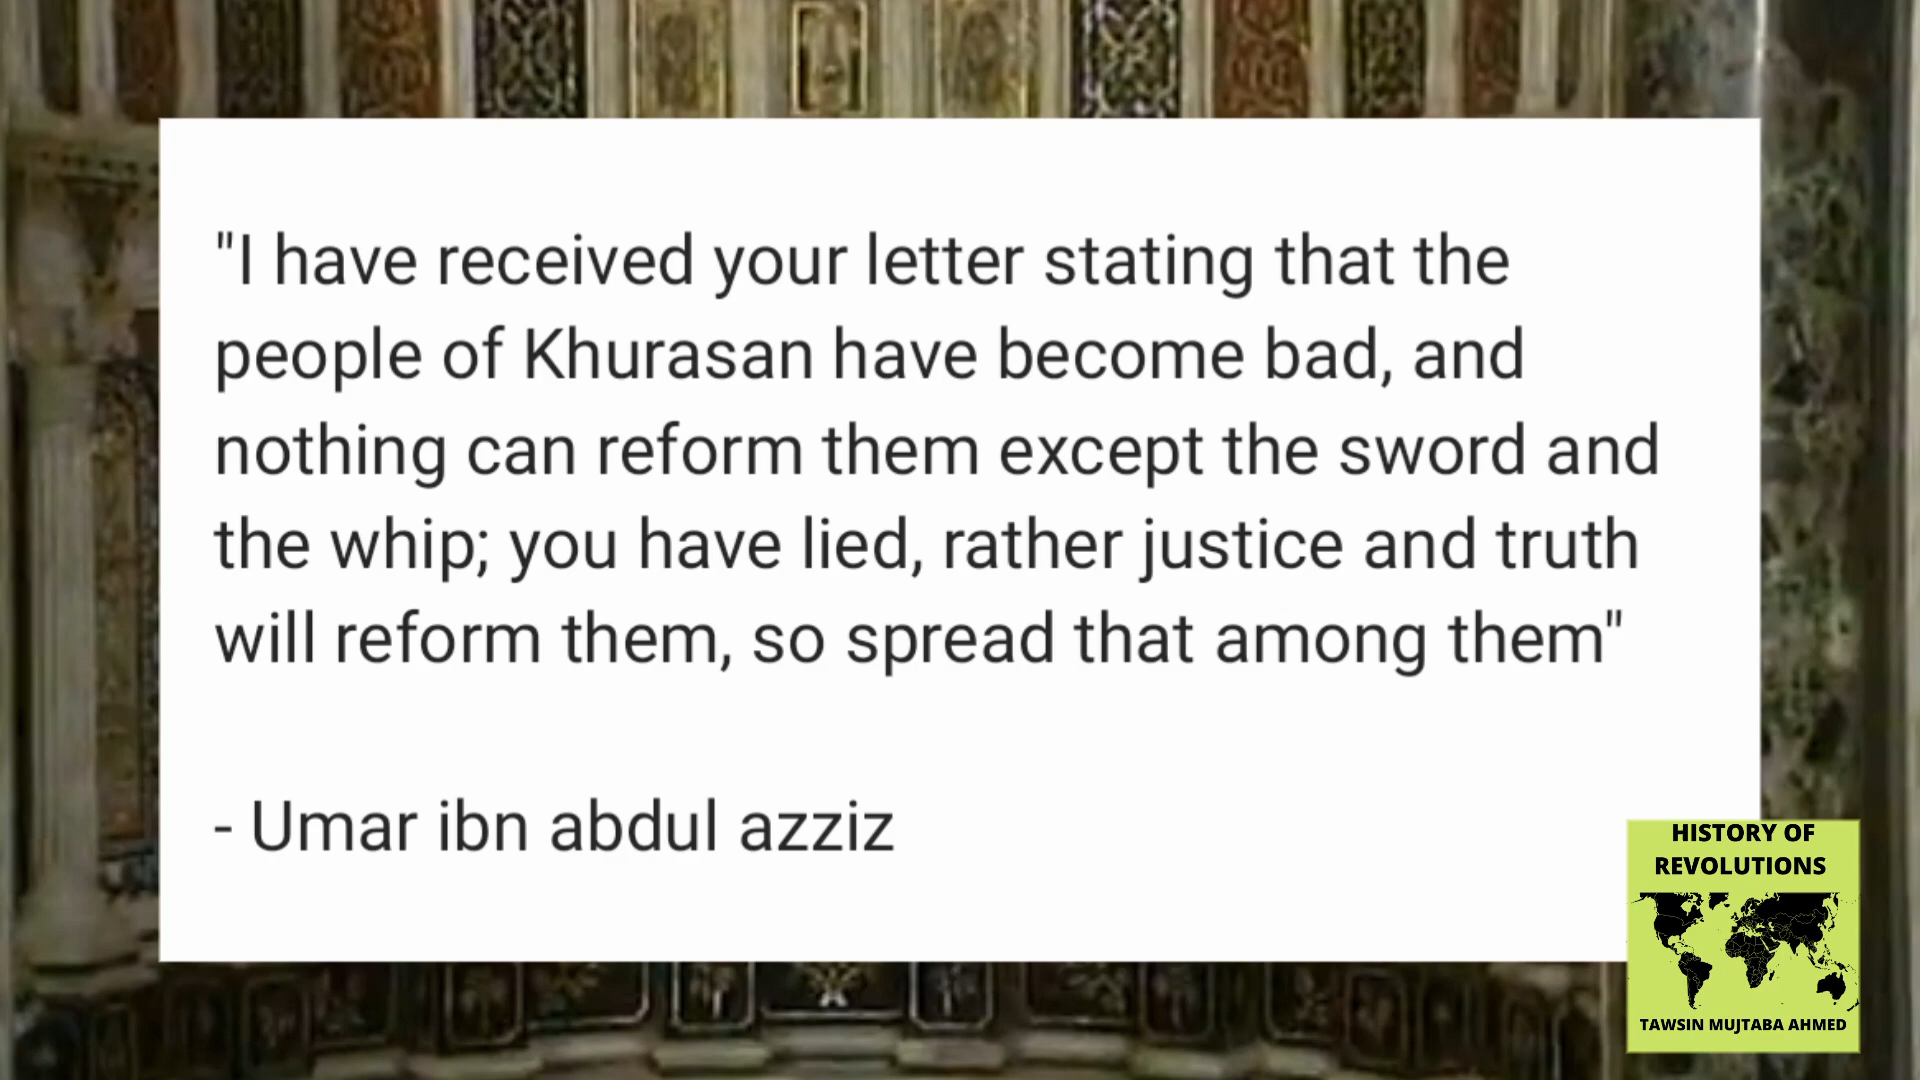 "I have received your letter stating that the
people of Khurasan have become bad, and
nothing can reform them except the sword and
the whip; you have lied, rather justice and truth
will reform them, so spread that among them"
- Umar ibn abdul azziz
HISTORY OF
REVOLUTIONS
TAWSIN MUJTABA AHMED